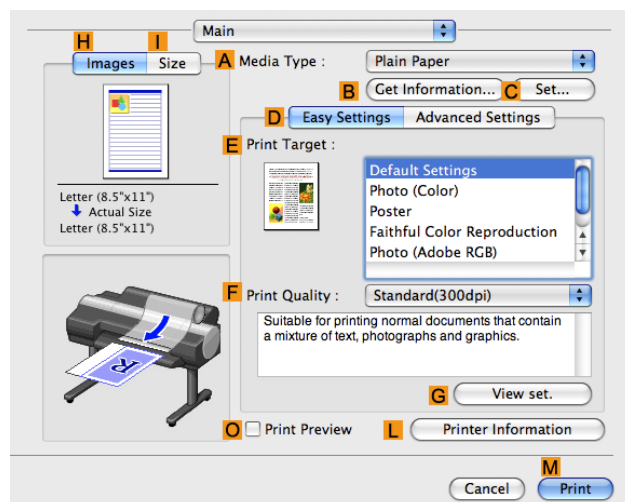 Main
H
I
Images
Size
A
Media Type :
Plain Paper
B
Get Information...
C
Set...
D
Easy Settings
Advanced Settings
E
Print Target :
Default Settings
Photo (Color)
Poster
Faithful Color Reproduction
Photo (Adobe RGB)
Letter (8.5"x11")
Actual Size
Letter (8.5"x11")
F
Print Quality :
Standard(300dpi)
Suitable for printing normal documents that contain
a mixture of text, photographs and graphics.
R
G
View set.
O
Print Preview
L
Printer Information
M
Cancel
Print